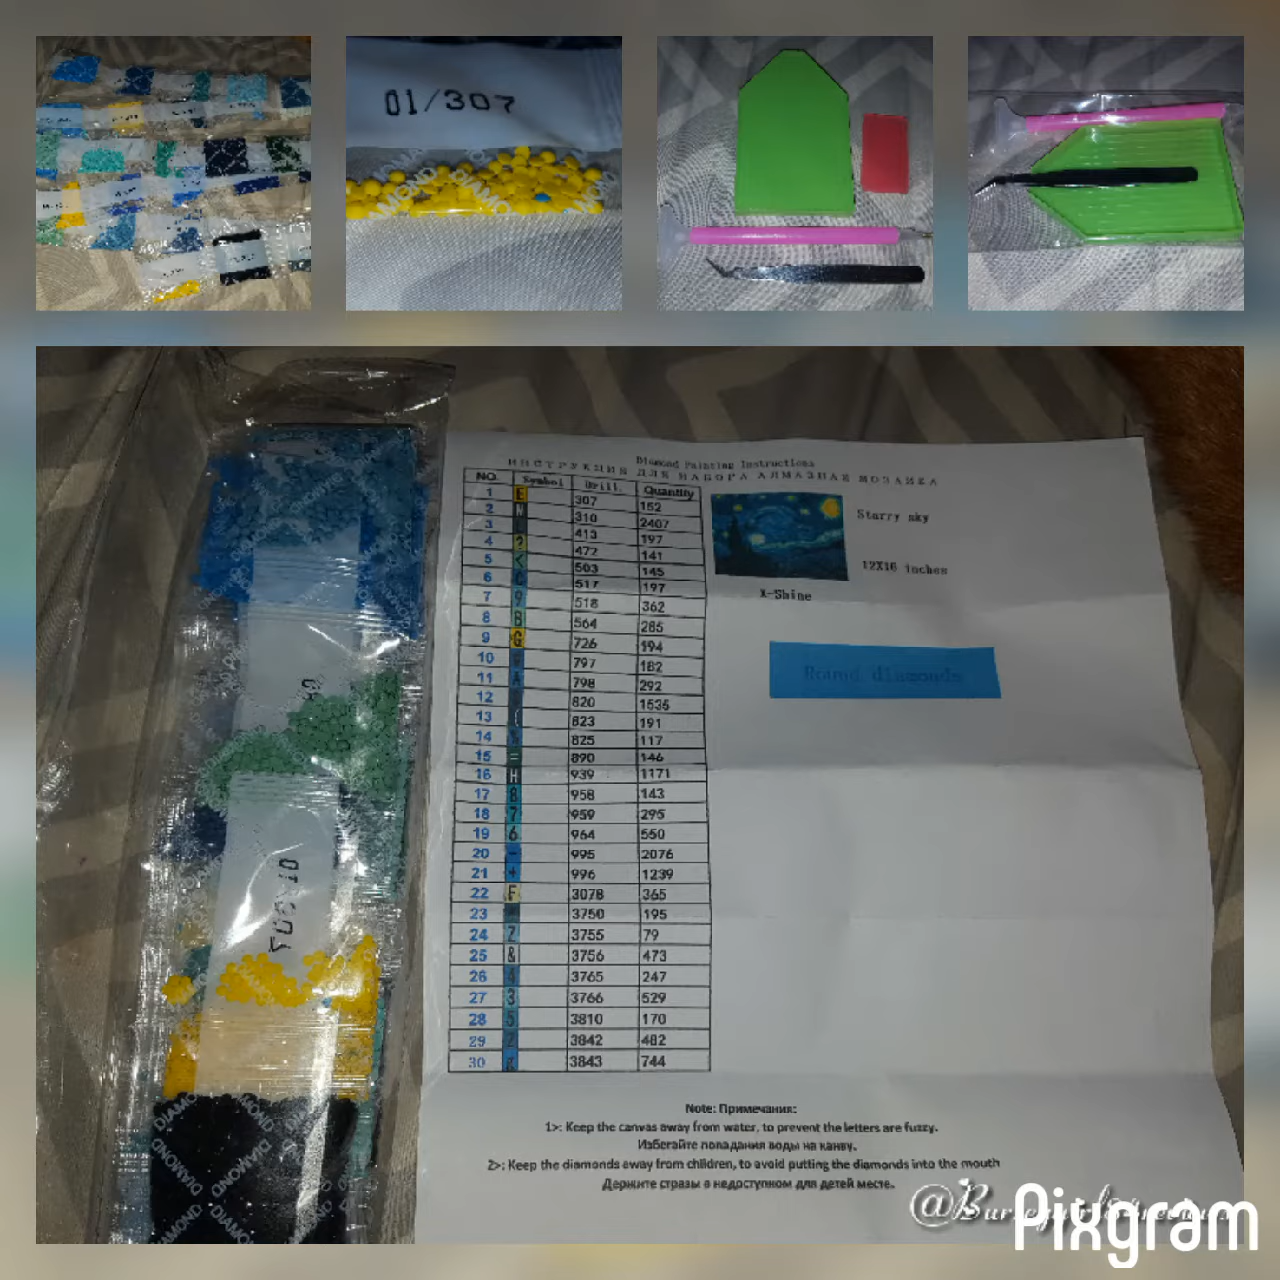 01/307
DIAMOND
01/307
DIAMOND
Diamond Painting Instructions
ИНСТРУКЦИЯ ДЛЯ НАБОРА АЛМАЗНАЯ МОЗАИКА
NO. Symbol Drill. Quantity
1 E 307 152
2 N 310 2407
3 413 197
4 ? 472 141
5 < 503 145
6 C 517 197
7 9 518 362
8 B 564 285
9 G 726 194
10 797 182
11 A 798 292
12 820 1535
13 823 191
14 825 117
15 = 890 146
16 H 939 1171
17 8 958 143
18 7 959 295
19 6 964 550
20 - 995 2076
21 + 996 1239
22 F 3078 365
23 3750 195
24 Z 3755 79
25 & 3756 473
26 4 3765 247
27 3 3766 529
28 5 3810 170
29 2 3842 482
30 3843 744
Starry sky
12X16 inches
X-Shine
Round diamonds
Note: Примечания:
1>: Keep the canvas away from water, to prevent the letters are fuzzy.
Избегайте попадания воды на канву.
2>: Keep the diamonds away from children, to avoid putting the diamonds into the mouth
Держите стразы в недоступном для детей месте.
Pixgram